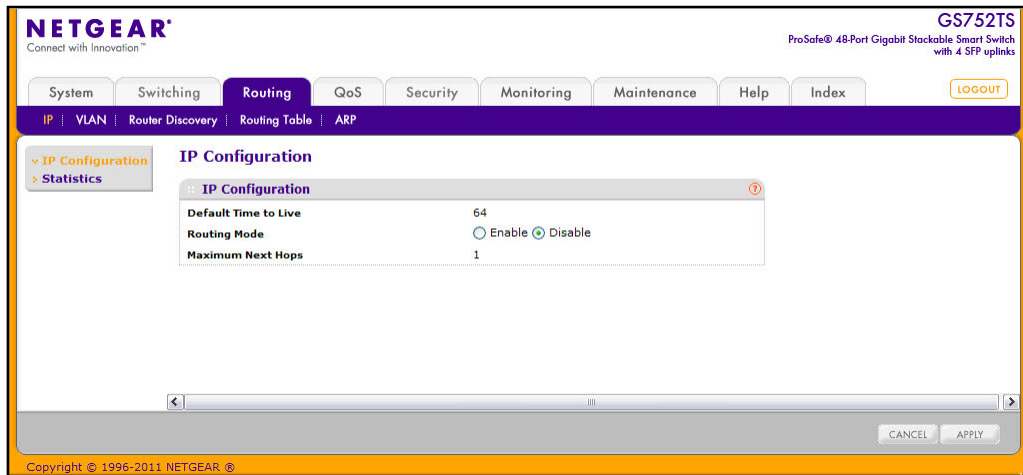 NETGEAR®
Connect with Innovation™
GS752TS
ProSafe® 48-Port Gigabit Stackable Smart Switch
with 4 SFP uplinks
System Switching Routing QoS Security Monitoring Maintenance Help Index LOGOUT
IP VLAN Router Discovery Routing Table ARP
IP Configuration
Statistics
IP Configuration
IP Configuration ?
Default Time to Live 64
Routing Mode Enable Disable
Maximum Next Hops 1
CANCEL APPLY
Copyright © 1996-2011 NETGEAR ®